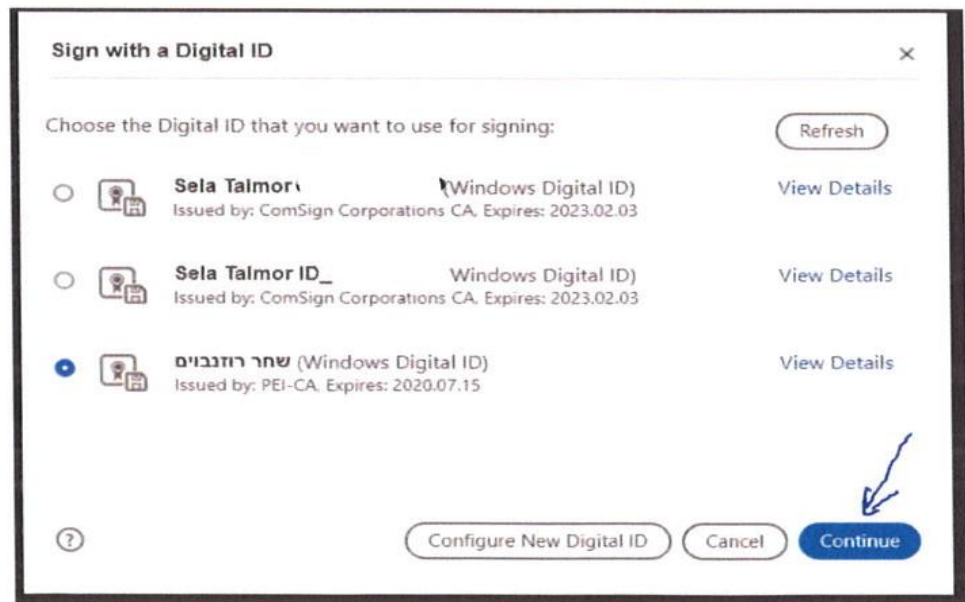 Sign with a Digital ID
Choose the Digital ID that you want to use for signing:
Refresh
Sela Talmor (Windows Digital ID)
View Details
Issued by: ComSign Corporations CA, Expires: 2023.02.03
Sela Talmor ID_ Windows Digital ID)
View Details
Issued by: ComSign Corporations CA, Expires: 2023.02.03
שחר רוזנבוים (Windows Digital ID)
View Details
Issued by: PEI-CA, Expires: 2020.07.15
?
Configure New Digital ID
Cancel
Continue